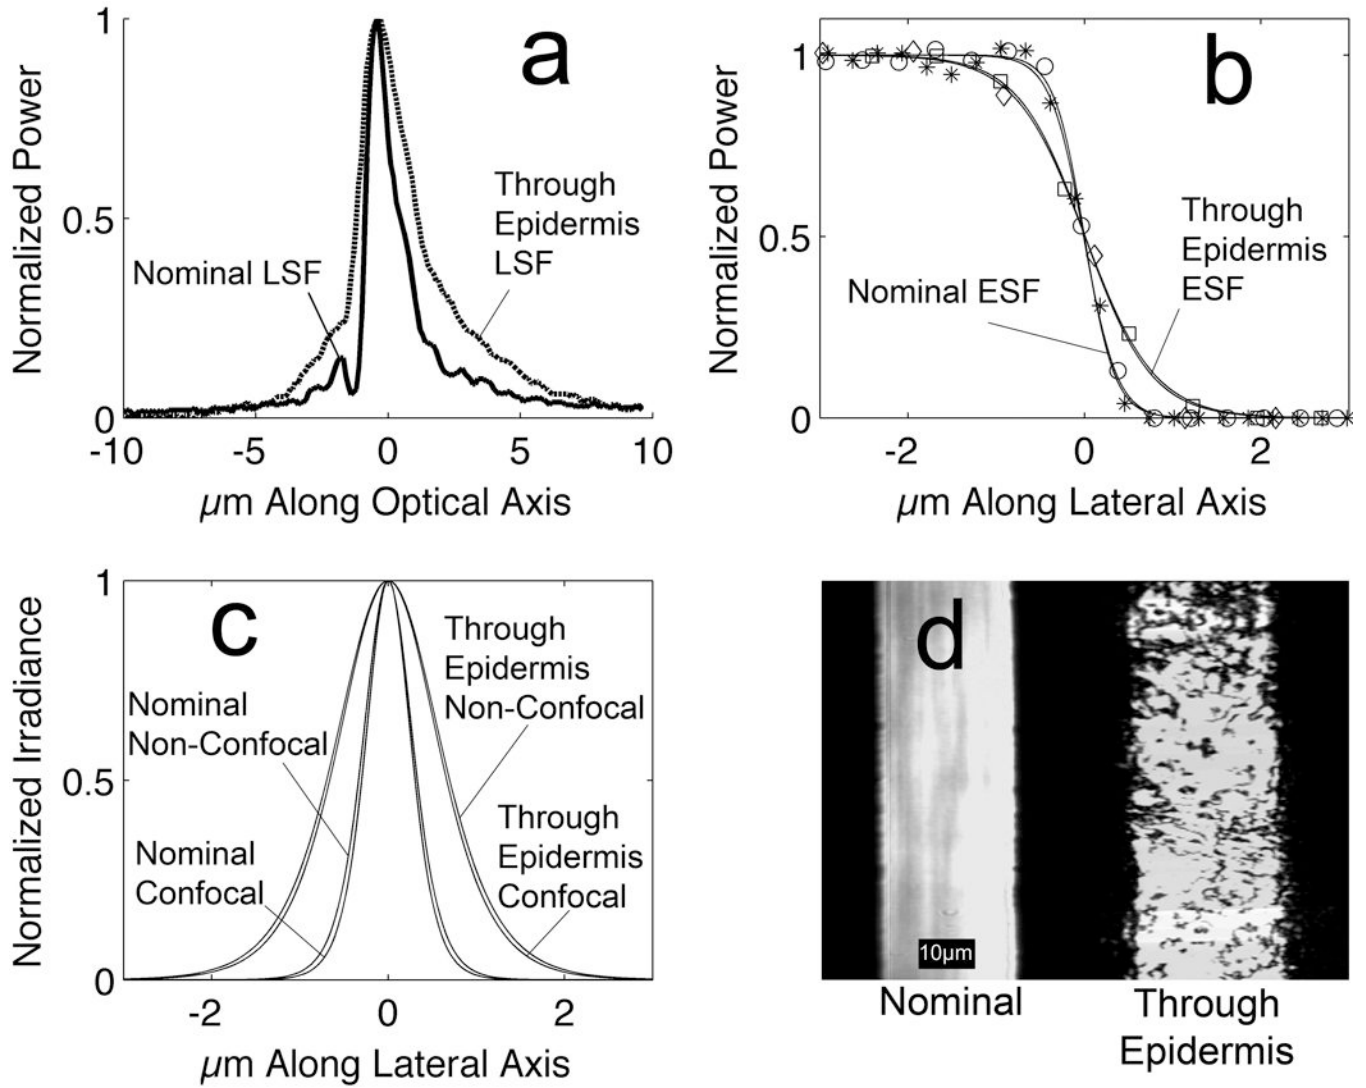 a
Normalized Power
1
0.5
0
Nominal LSF
Through
Epidermis
LSF
-10
-5
0
5
10
µm Along Optical Axis
b
Normalized Power
1
0.5
0
Nominal ESF
Through
Epidermis
ESF
-2
0
2
µm Along Lateral Axis
c
Normalized Irradiance
1
0.5
0
Nominal
Non-Confocal
Nominal
Confocal
Through
Epidermis
Non-Confocal
Through
Epidermis
Confocal
-2
0
2
µm Along Lateral Axis
d
10µm
Nominal
Through
Epidermis